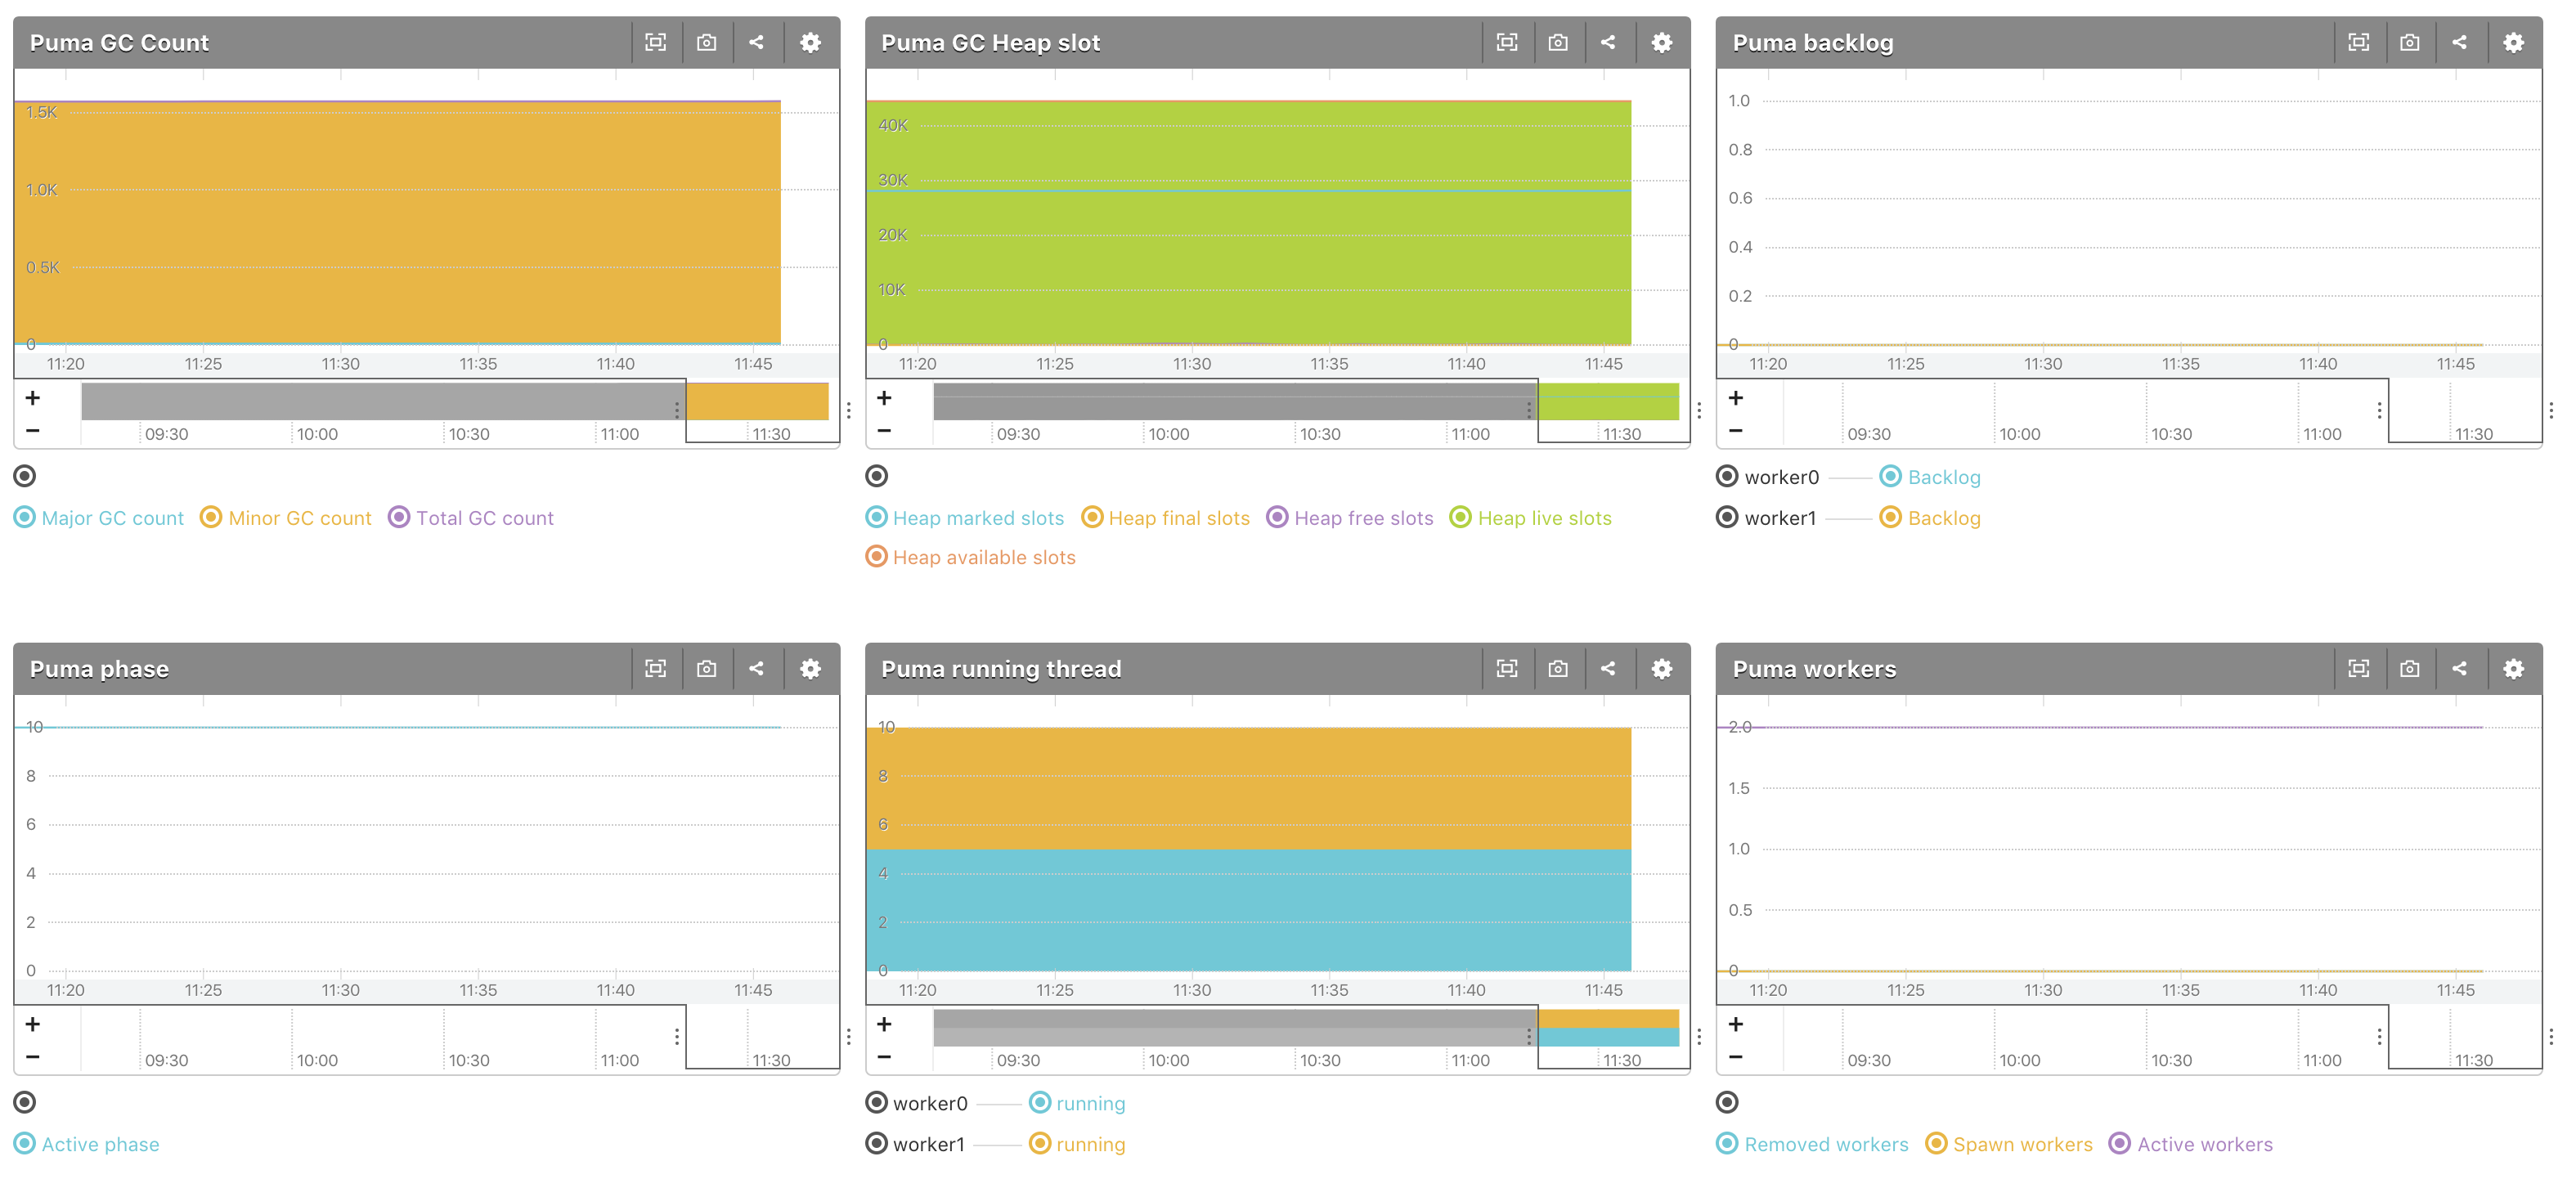 Puma GC Count
1.5K
1.0K
0.5K
0
11:20 11:25 11:30 11:35 11:40 11:45
+
−
09:30 10:00 10:30 11:00 11:30
Major GC count Minor GC count Total GC count
Puma GC Heap slot
40K
30K
20K
10K
0
11:20 11:25 11:30 11:35 11:40 11:45
+
−
09:30 10:00 10:30 11:00 11:30
Heap marked slots Heap final slots Heap free slots Heap live slots
Heap available slots
Puma backlog
1.0
0.8
0.6
0.4
0.2
0
11:20 11:25 11:30 11:35 11:40 11:45
+
−
09:30 10:00 10:30 11:00 11:30
worker0 Backlog
worker1 Backlog
Puma phase
10
8
6
4
2
0
11:20 11:25 11:30 11:35 11:40 11:45
+
−
09:30 10:00 10:30 11:00 11:30
Active phase
Puma running thread
10
8
6
4
2
0
11:20 11:25 11:30 11:35 11:40 11:45
+
−
09:30 10:00 10:30 11:00 11:30
worker0 running
worker1 running
Puma workers
2.0
1.5
1.0
0.5
0
11:20 11:25 11:30 11:35 11:40 11:45
+
−
09:30 10:00 10:30 11:00 11:30
Removed workers Spawn workers Active workers